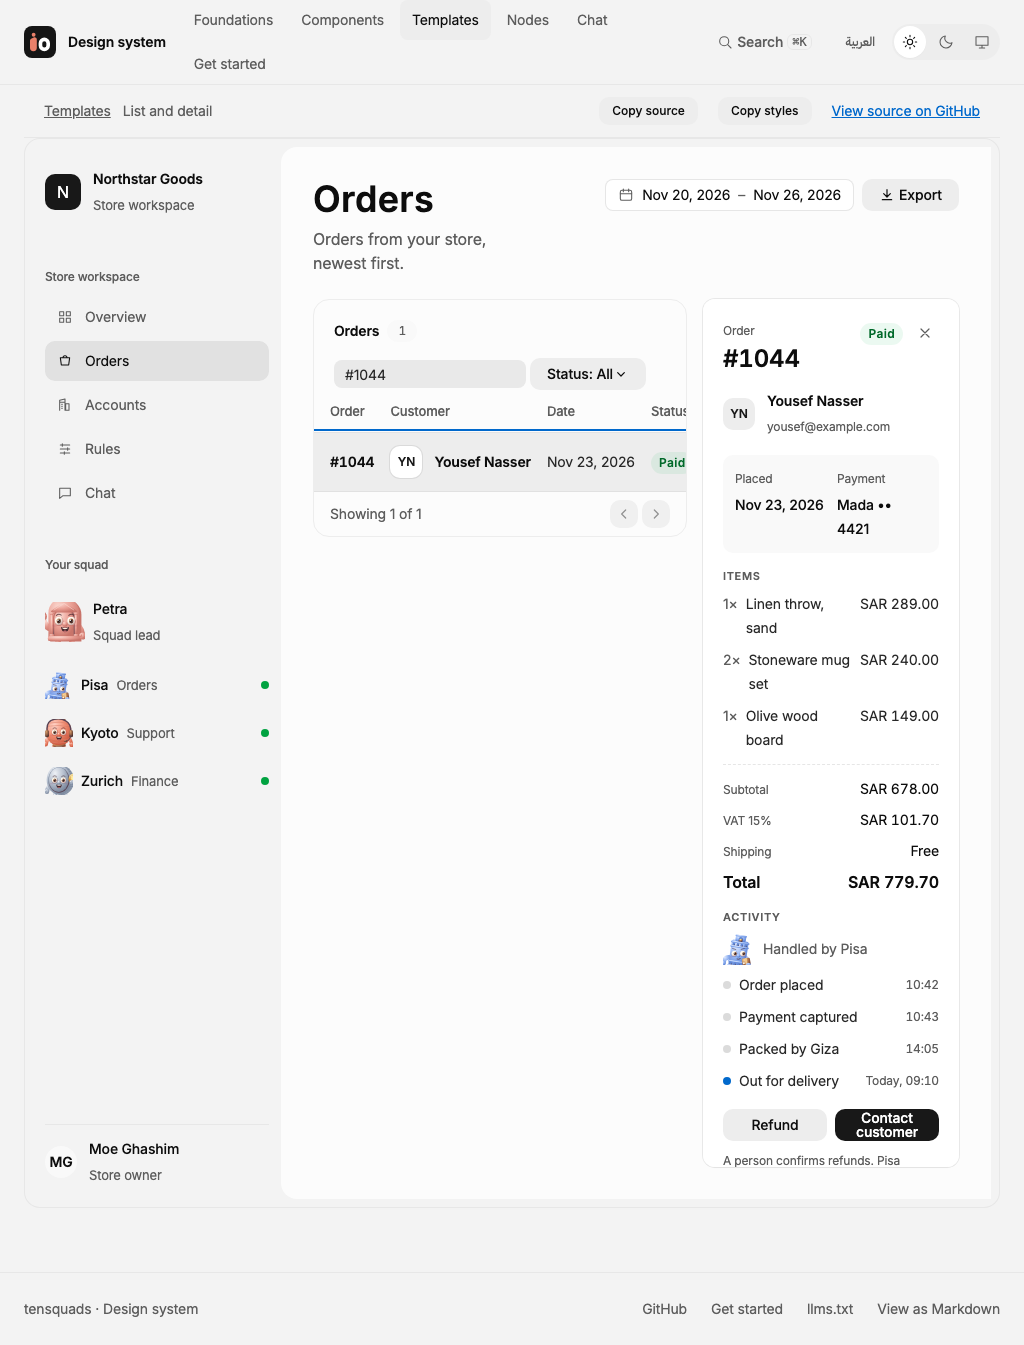 Design system
Foundations
Components
Templates
Nodes
Chat
Get started
Search ⌘K
العربية
Templates
List and detail
Copy source
Copy styles
View source on GitHub
N
Northstar Goods
Store workspace
Store workspace
Overview
Orders
Accounts
Rules
Chat
Your squad
Petra
Squad lead
Pisa Orders
Kyoto Support
Zurich Finance
MG
Moe Ghashim
Store owner
Orders
Orders from your store,
newest first.
Nov 20, 2026 – Nov 26, 2026
Export
Orders 1
#1044
Status: All
Order Customer Date Status
#1044 YN Yousef Nasser Nov 23, 2026 Paid
Showing 1 of 1
Order
#1044
Paid
YN
Yousef Nasser
yousef@example.com
Placed
Nov 23, 2026
Payment
Mada ••
4421
ITEMS
1× Linen throw, SAR 289.00
sand
2× Stoneware mug SAR 240.00
set
1× Olive wood SAR 149.00
board
Subtotal SAR 678.00
VAT 15% SAR 101.70
Shipping Free
Total SAR 779.70
ACTIVITY
Handled by Pisa
Order placed 10:42
Payment captured 10:43
Packed by Giza 14:05
Out for delivery Today, 09:10
Refund
Contact
customer
A person confirms refunds. Pisa
tensquads · Design system
GitHub
Get started
llms.txt
View as Markdown